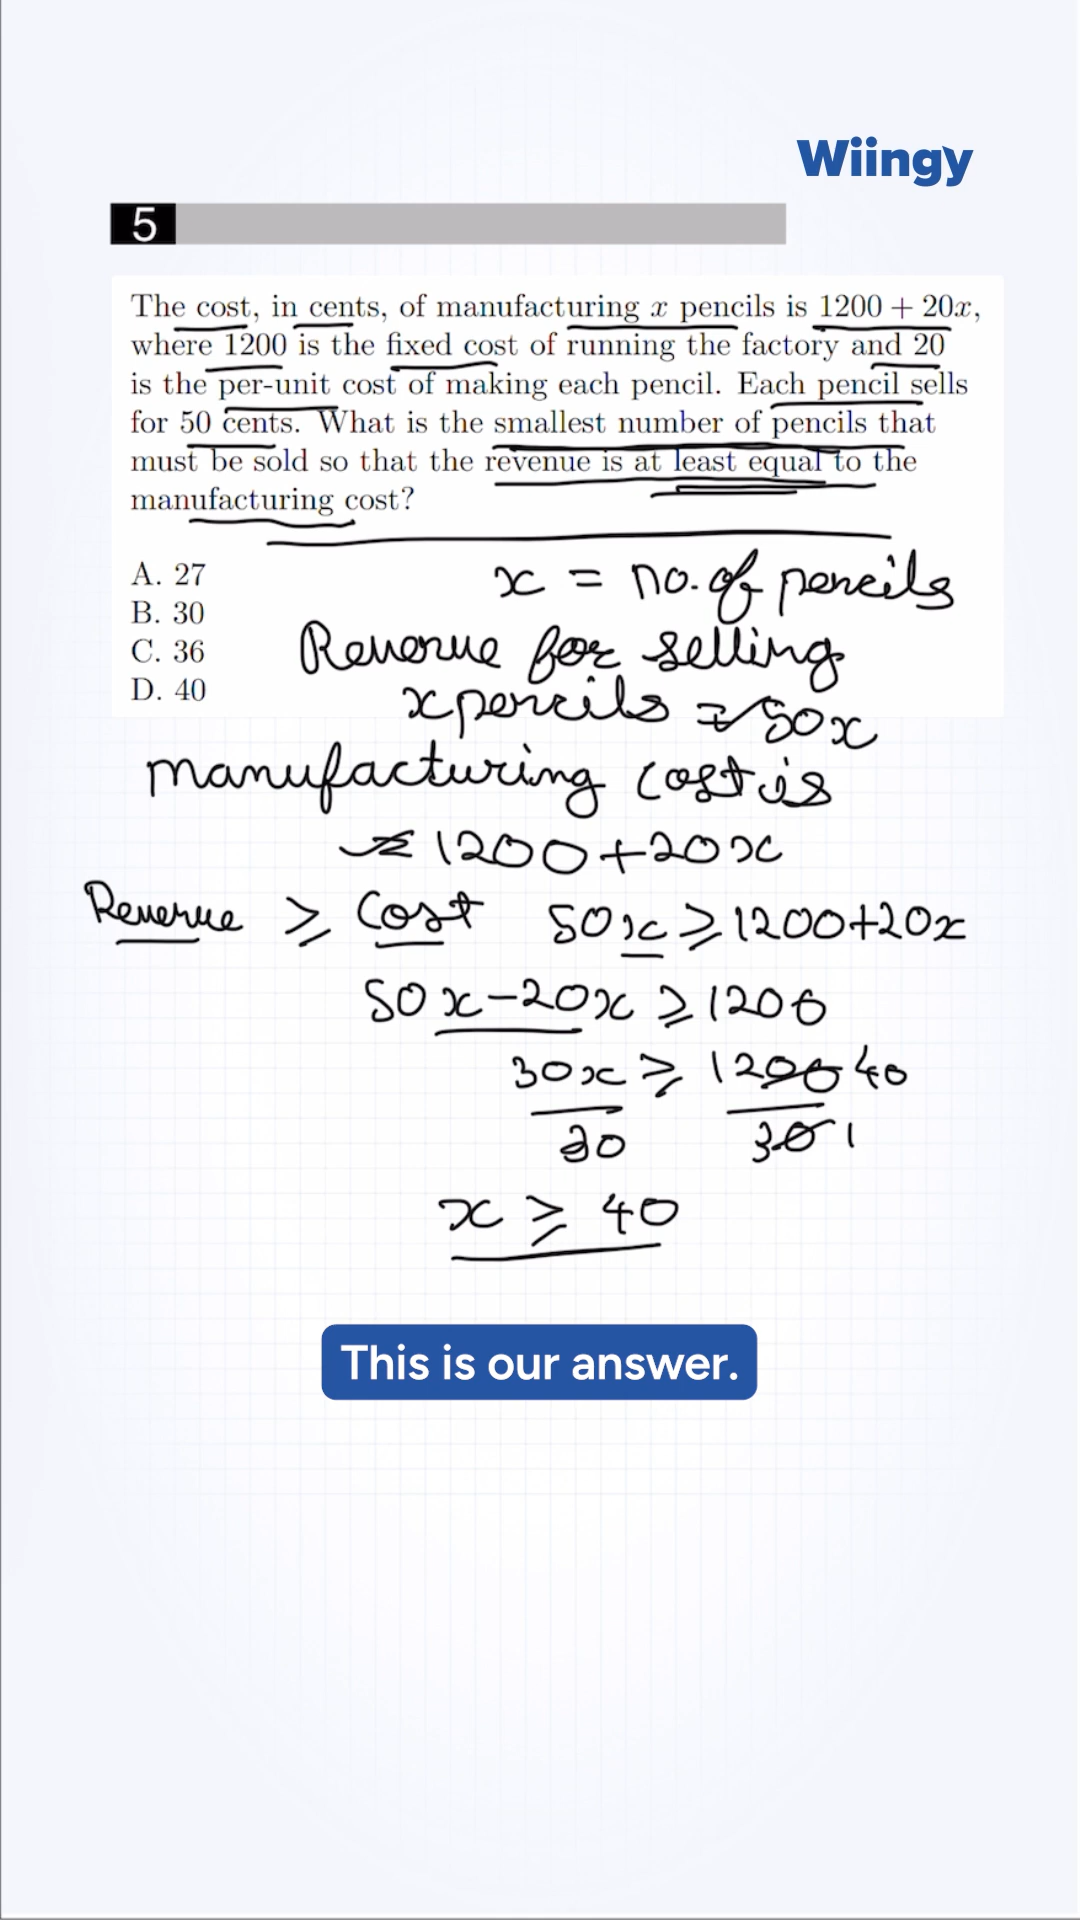 Wiingy
5
The cost, in cents, of manufacturing x pencils is 1200 + 20x,
where 1200 is the fixed cost of running the factory and 20
is the per-unit cost of making each pencil. Each pencil sells
for 50 cents. What is the smallest number of pencils that
must be sold so that the revenue is at least equal to the
manufacturing cost?
A. 27
B. 30
C. 36
D. 40
x = no. of pencils
Revenue for selling
x pencils = 50x
manufacturing cost is
= 1200+20x
Revenue ≥ Cost 50x ≥ 1200+20x
50x-20x ≥ 1200
30x ≥ 1200 40
30 30 1
x ≥ 40
This is our answer.